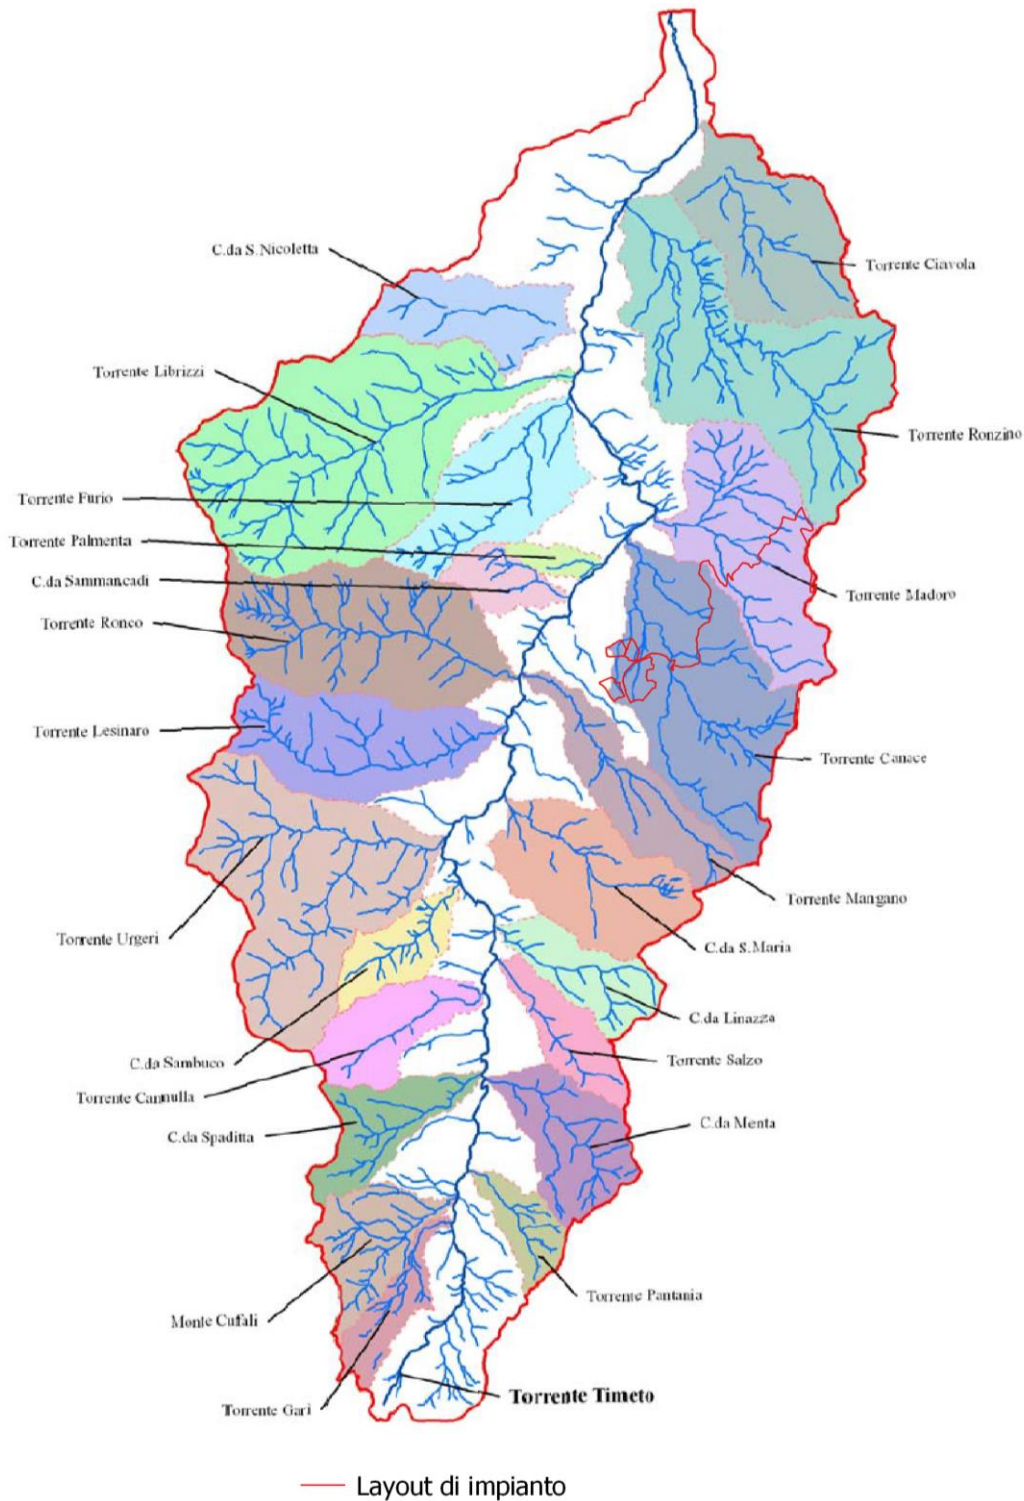 C.da S.Nicoletta
Torrente Ciavola
Torrente Librizzi
Torrente Ronzino
Torrente Furio
Torrente Palmenta
C.da Sammancadi
Torrente Madoro
Torrente Ronco
Torrente Lesinaro
Torrente Canace
Torrente Mangano
Torrente Urgeri
C.da S.Maria
C.da Linazza
C.da Sambuco
Torrente Salzo
Torrente Cannulla
C.da Menta
C.da Spaditta
Torrente Pantania
Monte Cufali
Torrente Timeto
Torrente Gari
Layout di impianto